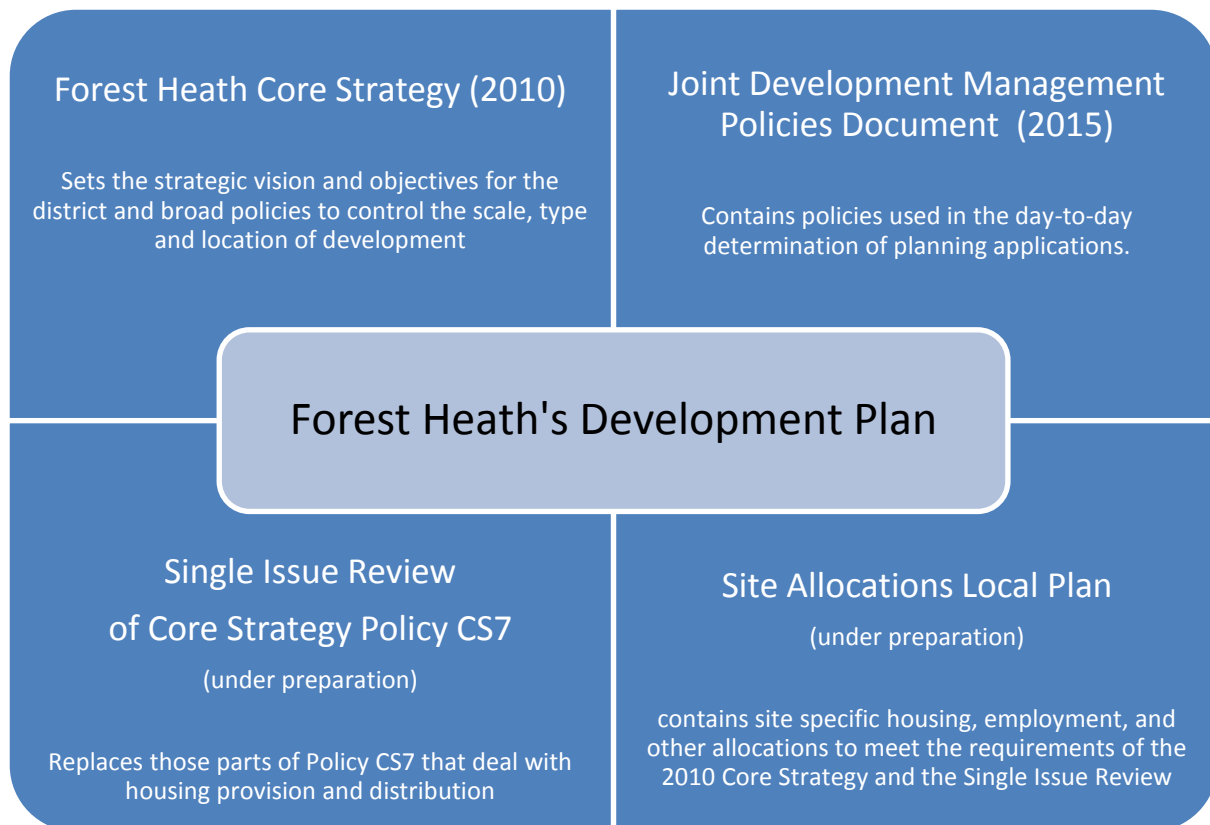 Forest Heath Core Strategy (2010)
Sets the strategic vision and objectives for the
district and broad policies to control the scale, type
and location of development
Joint Development Management
Policies Document (2015)
Contains policies used in the day-to-day
determination of planning applications.
Forest Heath's Development Plan
Single Issue Review
of Core Strategy Policy CS7
(under preparation)
Replaces those parts of Policy CS7 that deal with
housing provision and distribution
Site Allocations Local Plan
(under preparation)
contains site specific housing, employment, and
other allocations to meet the requirements of the
2010 Core Strategy and the Single Issue Review